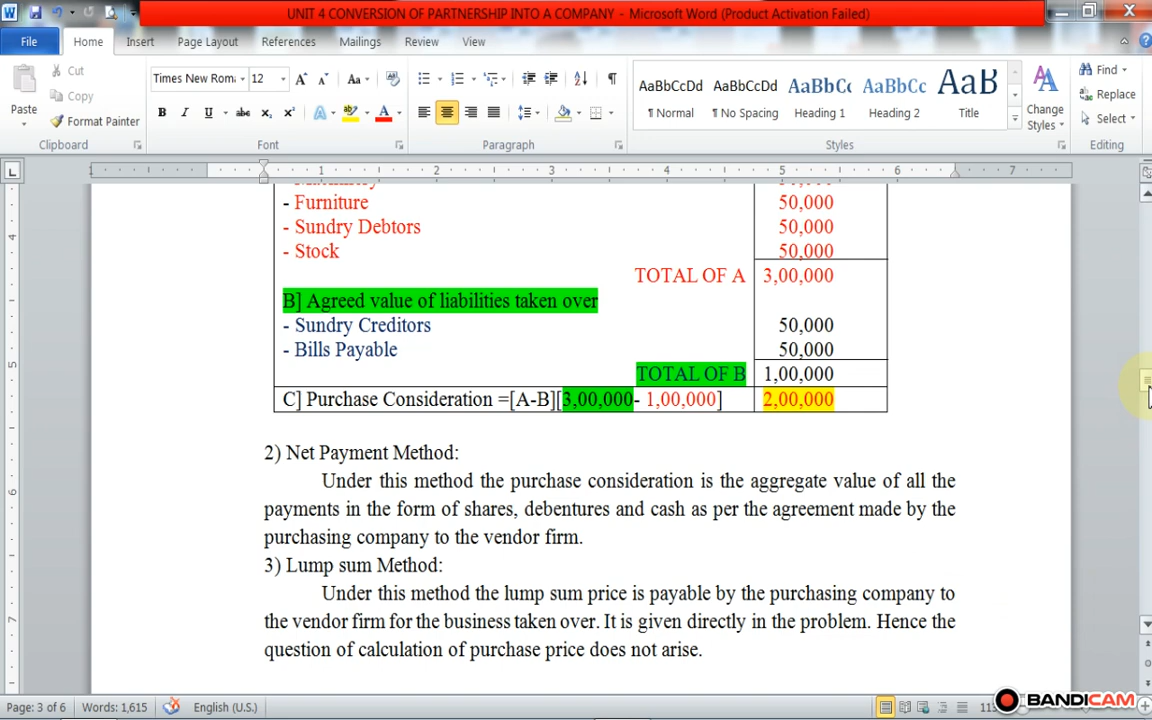 UNIT 4 CONVERSION OF PARTNERSHIP INTO A COMPANY - Microsoft Word (Product Activation Failed)
File Home Insert Page Layout References Mailings Review View
Paste
Cut
Copy
Format Painter
Clipboard
Times New Rom 12
Font
Paragraph
AaBbCcDd AaBbCcDd AaBbCc AaBbCc AaB
¶ Normal ¶ No Spacing Heading 1 Heading 2 Title
Change Styles
Styles
Find
Replace
Select
Editing
1 1 2 3 4 5 6 7
- Furniture 50,000
- Sundry Debtors 50,000
- Stock 50,000
TOTAL OF A 3,00,000
B] Agreed value of liabilities taken over
- Sundry Creditors 50,000
- Bills Payable 50,000
TOTAL OF B 1,00,000
C] Purchase Consideration =[A-B][3,00,000- 1,00,000] 2,00,000
2) Net Payment Method:
Under this method the purchase consideration is the aggregate value of all the
payments in the form of shares, debentures and cash as per the agreement made by the
purchasing company to the vendor firm.
3) Lump sum Method:
Under this method the lump sum price is payable by the purchasing company to
the vendor firm for the business taken over. It is given directly in the problem. Hence the
question of calculation of purchase price does not arise.
Page: 3 of 6 Words: 1,615 English (U.S.)
BANDICAM